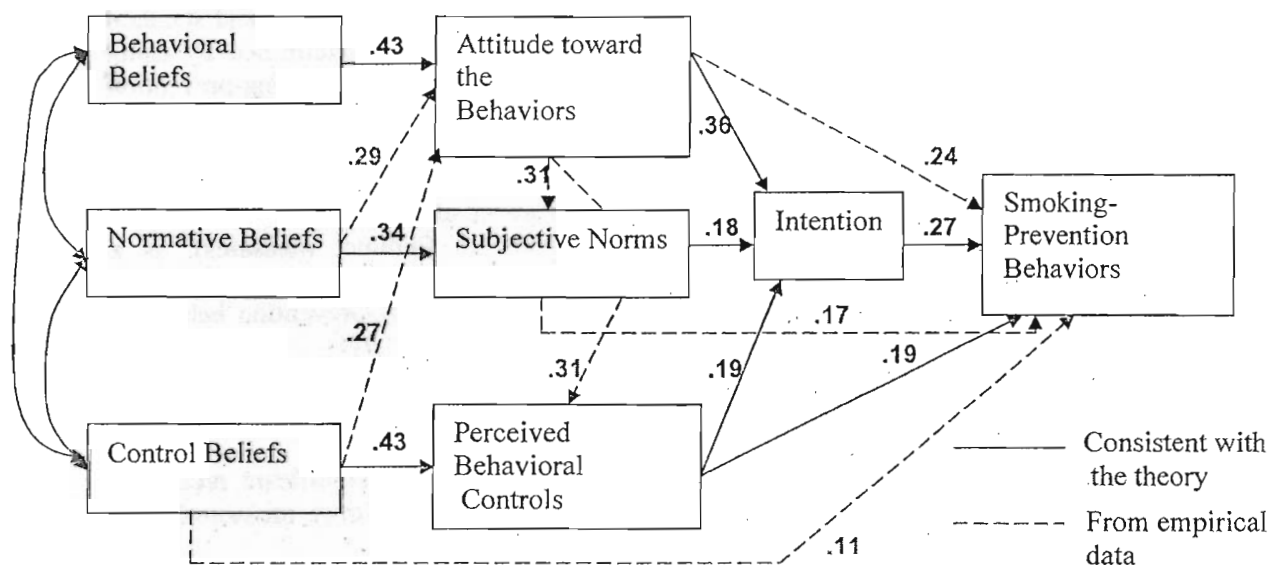 Behavioral
Beliefs
.43
Attitude toward
the
Behaviors
.36
.24
.29
.31
Normative Beliefs
.34
Subjective Norms
.18
Intention
.27
Smoking-
Prevention
Behaviors
.27
.17
.31
.19
.19
Control Beliefs
.43
Perceived
Behavioral
Controls
.11
Consistent with
the theory
From empirical
data